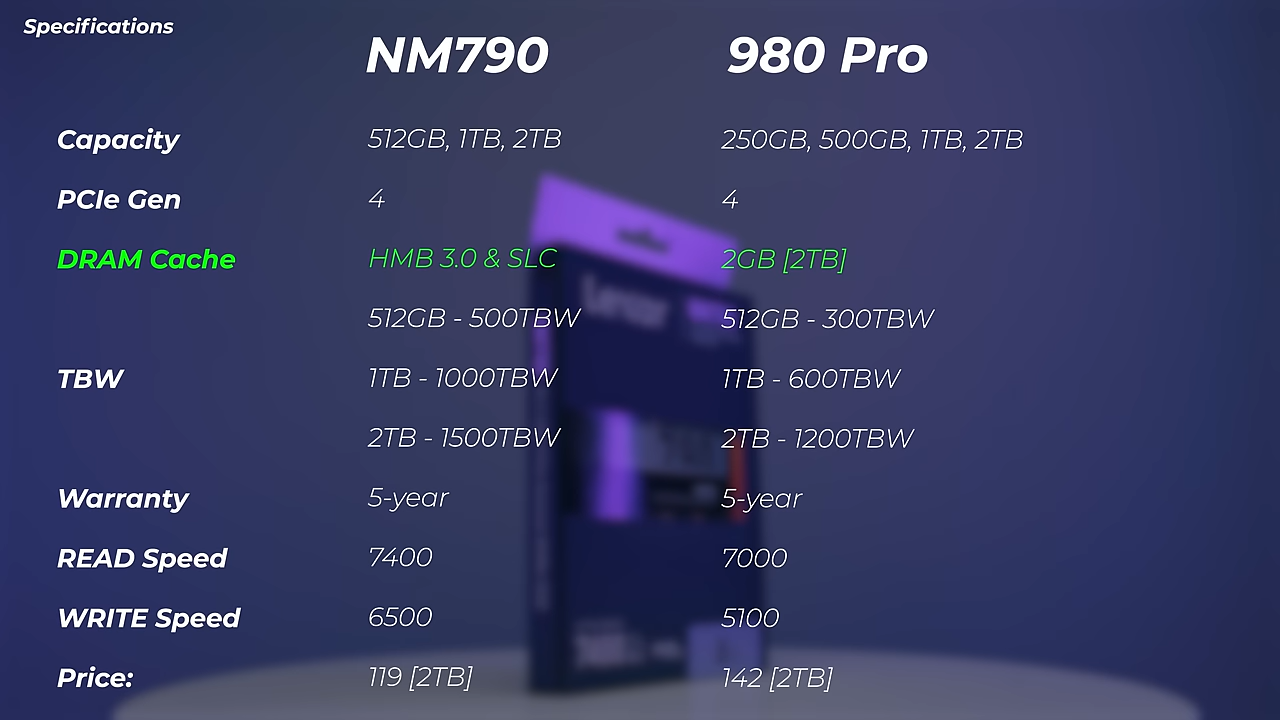 Specifications
NM790 980 Pro
Capacity 512GB, 1TB, 2TB 250GB, 500GB, 1TB, 2TB
PCIe Gen 4 4
DRAM Cache HMB 3.0 & SLC 2GB [2TB]
512GB - 500TBW 512GB - 300TBW
TBW 1TB - 1000TBW 1TB - 600TBW
2TB - 1500TBW 2TB - 1200TBW
Warranty 5-year 5-year
READ Speed 7400 7000
WRITE Speed 6500 5100
Price: 119 [2TB] 142 [2TB]
Lexar